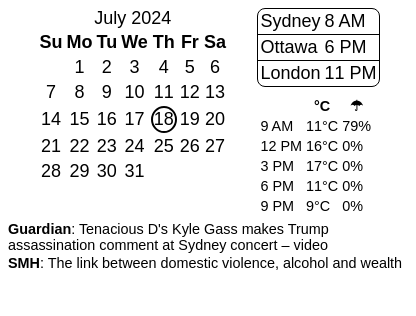 July 2024
Su Mo Tu We Th Fr Sa
1 2 3 4 5 6
7 8 9 10 11 12 13
14 15 16 17 18 19 20
21 22 23 24 25 26 27
28 29 30 31
Sydney 8 AM
Ottawa 6 PM
London 11 PM
°C ☂
9 AM 11°C 79%
12 PM 16°C 0%
3 PM 17°C 0%
6 PM 11°C 0%
9 PM 9°C 0%
Guardian: Tenacious D's Kyle Gass makes Trump
assassination comment at Sydney concert – video
SMH: The link between domestic violence, alcohol and wealth